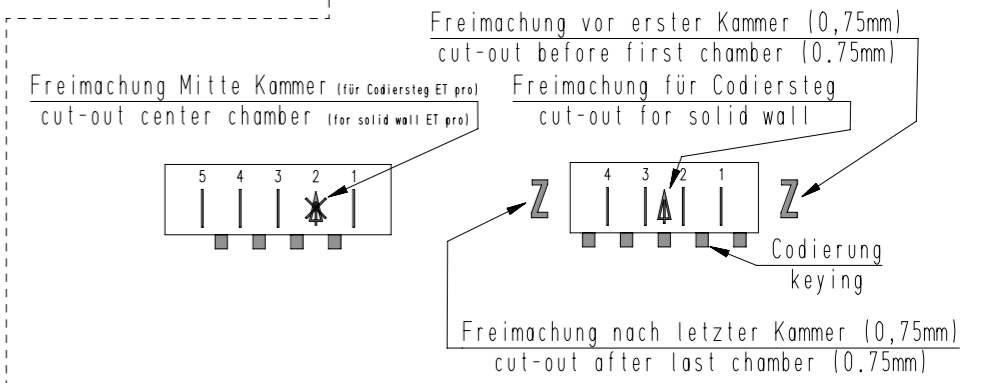 Freimachung vor erster Kammer (0,75mm)
cut-out before first chamber (0.75mm)
Freimachung Mitte Kammer (für Codiersteg ET pro)
cut-out center chamber (for solid wall ET pro)
Freimachung für Codiersteg
cut-out for solid wall
5 4 3 2 1
Z 4 3 2 1 Z
Codierung
keying
Freimachung nach letzter Kammer (0,75mm)
cut-out after last chamber (0.75mm)